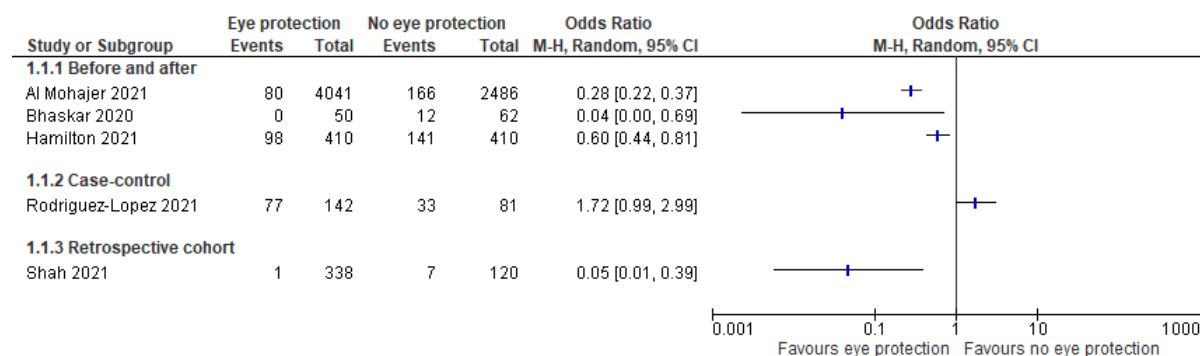 Eye protection No eye protection Odds Ratio Odds Ratio
Study or Subgroup Events Total Events Total M-H, Random, 95% CI M-H, Random, 95% CI
1.1.1 Before and after
Al Mohajer 2021 80 4041 166 2486 0.28 [0.22, 0.37]
Bhaskar 2020 0 50 12 62 0.04 [0.00, 0.69]
Hamilton 2021 98 410 141 410 0.60 [0.44, 0.81]
1.1.2 Case-control
Rodriguez-Lopez 2021 77 142 33 81 1.72 [0.99, 2.99]
1.1.3 Retrospective cohort
Shah 2021 1 338 7 120 0.05 [0.01, 0.39]
0.001 0.1 1 10 1000
Favours eye protection Favours no eye protection